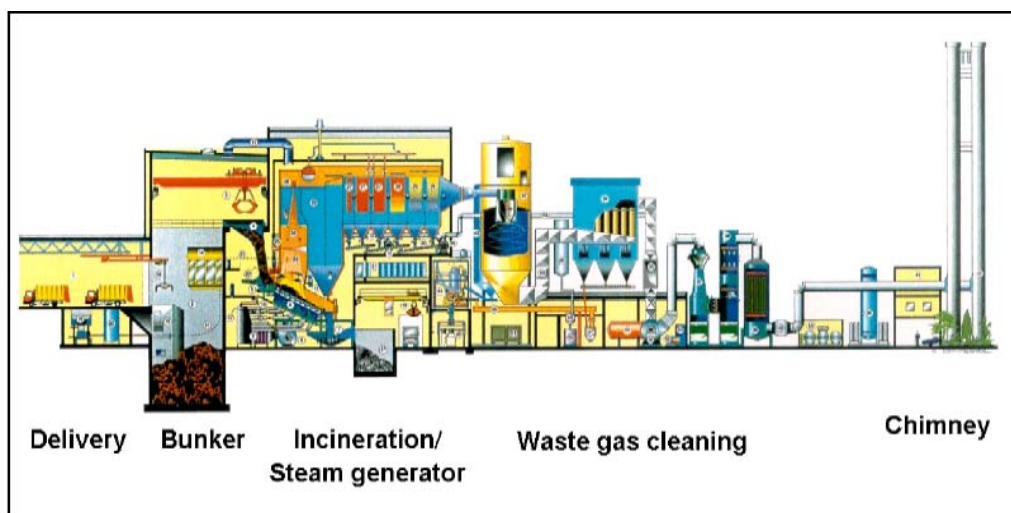 Delivery
Bunker
Incineration/
Steam generator
Waste gas cleaning
Chimney